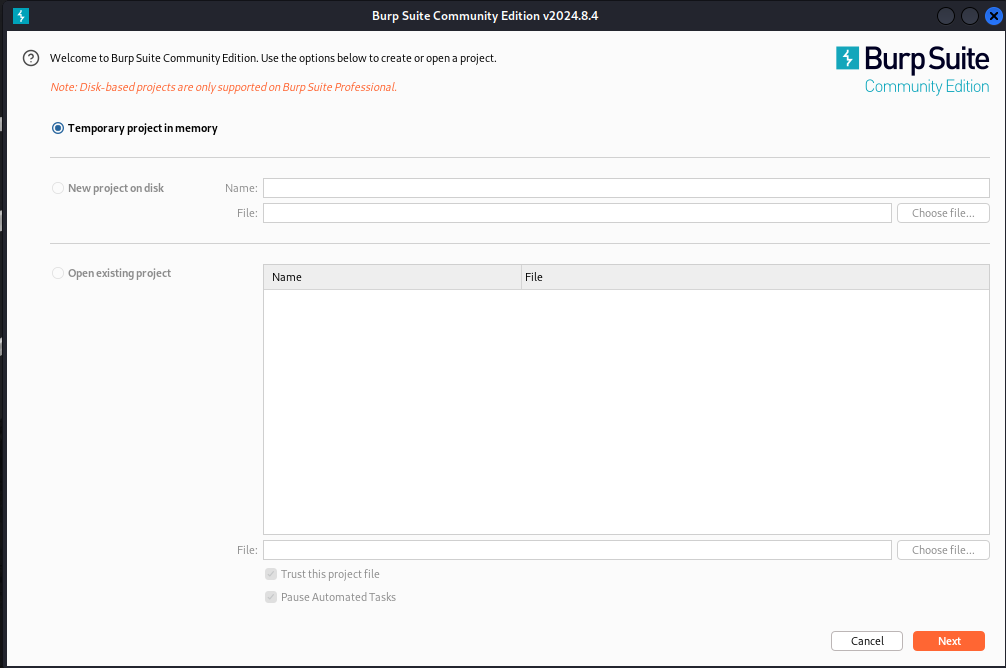 Burp Suite Community Edition v2024.8.4
Welcome to Burp Suite Community Edition. Use the options below to create or open a project.
Burp Suite
Community Edition
Note: Disk-based projects are only supported on Burp Suite Professional.
Temporary project in memory
New project on disk Name:
File: Choose file...
Open existing project
Name File
File: Choose file...
Trust this project file
Pause Automated Tasks
Cancel Next